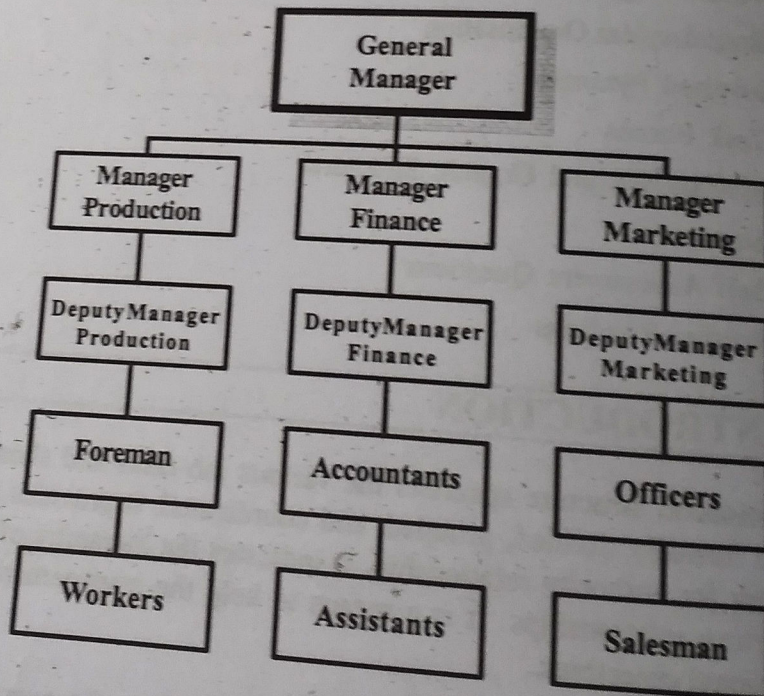 General
Manager
Manager
Production
Manager
Finance
Manager
Marketing
DeputyManager
Production
DeputyManager
Finance
DeputyManager
Marketing
Foreman
Accountants
Officers
Workers
Assistants
Salesman